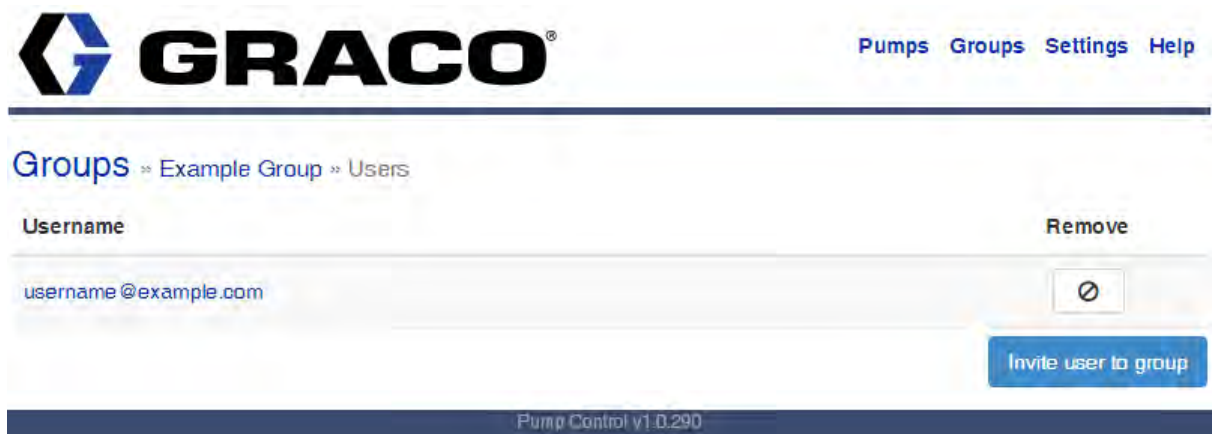 GRACO®
Pumps Groups Settings Help
Groups » Example Group » Users
Username Remove
username@example.com
Invite user to group
Pump Control v1.0.290